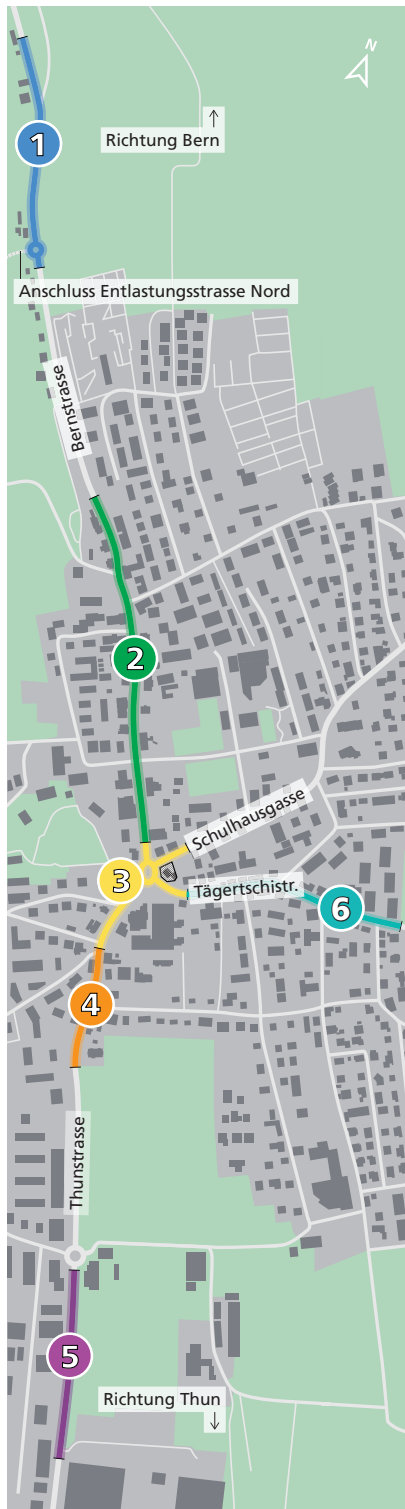 N
1
Richtung Bern ↑
Anschluss Entlastungsstrasse Nord
Bernstrasse
2
Schulhausgasse
3
Tägertschistr.
6
4
Thunstrasse
5
Richtung Thun ↓